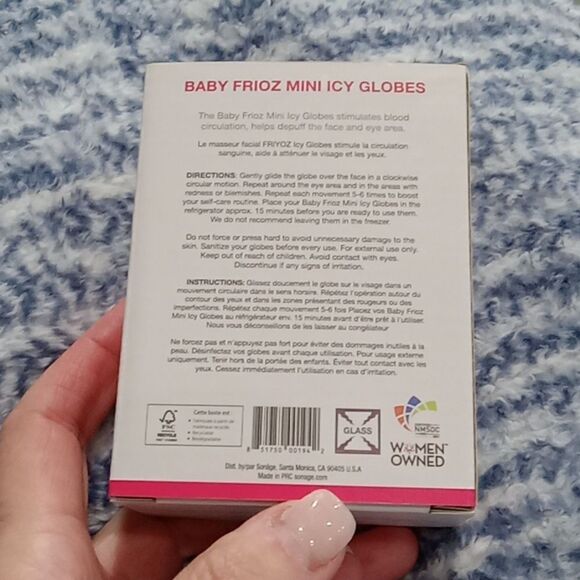 BABY FRIOZ MINI ICY GLOBES
The Baby Frioz Mini Icy Globes stimulates blood
circulation, helps depuff the face and eye area.
Le masseur facial FRIYOZ Icy Globes stimule la circulation
sanguine, aide à atténuer le visage et les yeux.
DIRECTIONS: Gently glide the globe over the face in a clockwise
circular motion. Repeat around the eye area and in the areas with
redness or blemishes. Repeat each movement 5-6 times to boost
your self-care routine. Place your Baby Frioz Mini Icy Globes in the
refrigerator approx. 15 minutes before you are ready to use them.
We do not recommend leaving them in the freezer.
Do not force or press hard to avoid unnecessary damage to the
skin. Sanitize your globes before every use. For external use only.
Keep out of reach of children. Avoid contact with eyes.
Discontinue if any signs of irritation.
INSTRUCTIONS: Glissez doucement le globe sur le visage dans un
mouvement circulaire dans le sens horaire. Répétez l'opération autour du
contour des yeux et dans les zones présentant des rougeurs ou des
imperfections. Répétez chaque mouvement 5-6 fois Placez vos Baby Frioz
Mini Icy Globes au réfrigérateur env. 15 minutes avant d'être prêt à l'utiliser.
Nous vous déconseillons de les laisser au congélateur
Ne forcez pas et n'appuyez pas fort pour éviter des dommages inutiles à la
peau. Désinfectez vos globes avant chaque utilisation. Pour usage externe
uniquement. Tenir hors de la portée des enfants. Éviter tout contact avec les
yeux. Cessez immédiatement l'utilisation en cas d'irritation.
FSC
RECYCLE
Cette boite est :
Recyclable
Biodégradable
8 51750 00194 2
GLASS
NMSDC
WOMEN
OWNED
Dist. by/par Sonäge, Santa Monica, CA 90405 U.S.A
Made in PRC sonage.com